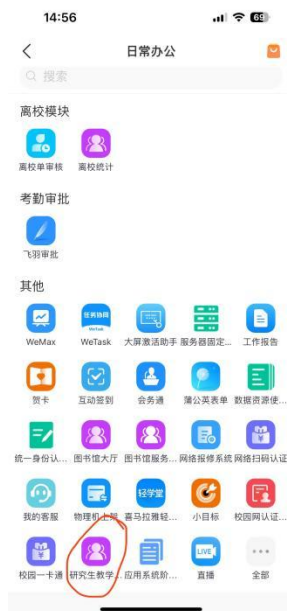 14:56
69
日常办公
搜索
离校模块
离校单审核 离校统计
考勤审批
飞羽审批
其他
任务协同
WeTask
WeMax WeTask 大屏激活助手 服务器固定... 工作报告
贺卡 互动签到 会务通 蒲公英表单 数据资源便...
轻学堂
统一身份认... 图书馆大厅 图书馆服务... 网络报修系统 网络扫码认证
我的客服 物理机上架 喜马拉雅轻... 小目标 校园网认证...
LIVE
校园一卡通 研究生教学... 应用系统阶... 直播 全部